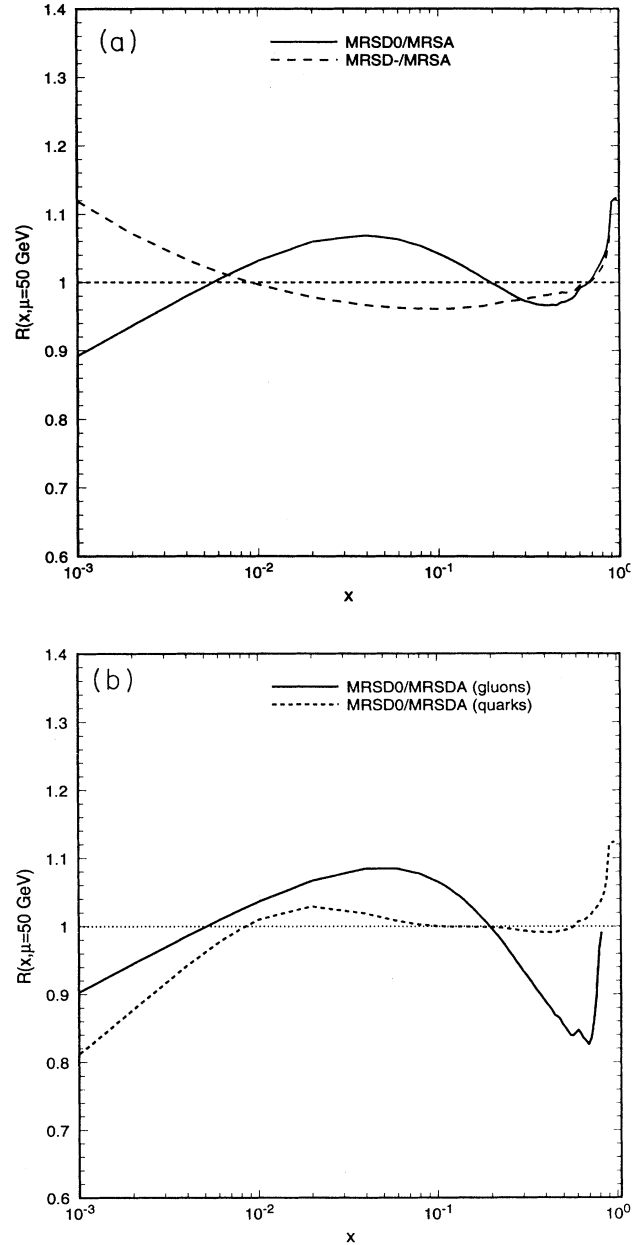 (a)
MRSD0/MRSA
MRSD-/MRSA
1.4
1.3
1.2
1.1
1
0.9
0.8
0.7
0.6
R(x,μ=50 GeV)
10-3 10-2 10-1 100
x
(b)
MRSD0/MRSDA (gluons)
MRSD0/MRSDA (quarks)
1.4
1.3
1.2
1.1
1
0.9
0.8
0.7
0.6
R(x,μ=50 GeV)
10-3 10-2 10-1 100
x